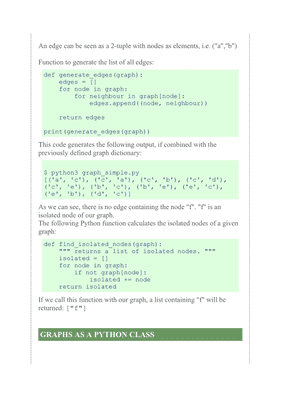 An edge can be seen as a 2-tuple with nodes as elements, i.e. ("a","b")
Function to generate the list of all edges:
def generate_edges(graph):
    edges = []
    for node in graph:
        for neighbour in graph[node]:
            edges.append((node, neighbour))
    return edges
print(generate_edges(graph))
This code generates the following output, if combined with the
previously defined graph dictionary:
$ python3 graph_simple.py
[('a', 'c'), ('c', 'a'), ('c', 'b'), ('c', 'd'),
('c', 'e'), ('b', 'c'), ('b', 'e'), ('e', 'c'),
('e', 'b'), ('d', 'c')]
As we can see, there is no edge containing the node "f". "f" is an
isolated node of our graph.
The following Python function calculates the isolated nodes of a given
graph:
def find_isolated_nodes(graph):
    """ returns a list of isolated nodes. """
    isolated = []
    for node in graph:
        if not graph[node]:
            isolated += node
    return isolated
If we call this function with our graph, a list containing "f" will be
returned: ["f"]
GRAPHS AS A PYTHON CLASS